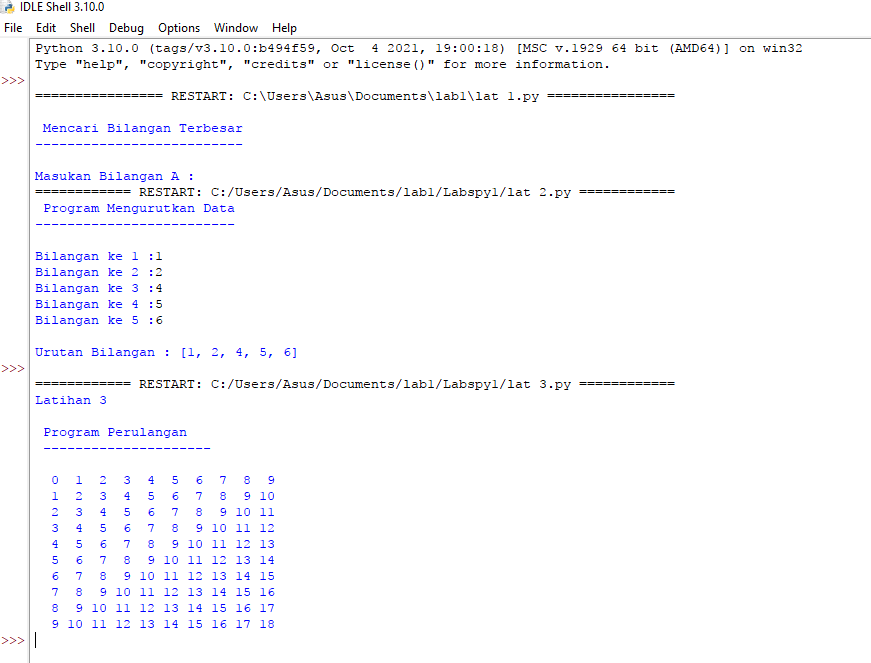 IDLE Shell 3.10.0
File Edit Shell Debug Options Window Help
Python 3.10.0 (tags/v3.10.0:b494f59, Oct  4 2021, 19:00:18) [MSC v.1929 64 bit (AMD64)] on win32
Type "help", "copyright", "credits" or "license()" for more information.
>>>
================ RESTART: C:\Users\Asus\Documents\lab1\lat 1.py ================
Mencari Bilangan Terbesar
--------------------------
Masukan Bilangan A :
============ RESTART: C:/Users/Asus/Documents/lab1/Labspy1/lat 2.py ============
Program Mengurutkan Data
-------------------------
Bilangan ke 1 :1
Bilangan ke 2 :2
Bilangan ke 3 :4
Bilangan ke 4 :5
Bilangan ke 5 :6
Urutan Bilangan : [1, 2, 4, 5, 6]
>>>
============ RESTART: C:/Users/Asus/Documents/lab1/Labspy1/lat 3.py ============
Latihan 3
Program Perulangan
---------------------
0  1  2  3  4  5  6  7  8  9
1  2  3  4  5  6  7  8  9 10
2  3  4  5  6  7  8  9 10 11
3  4  5  6  7  8  9 10 11 12
4  5  6  7  8  9 10 11 12 13
5  6  7  8  9 10 11 12 13 14
6  7  8  9 10 11 12 13 14 15
7  8  9 10 11 12 13 14 15 16
8  9 10 11 12 13 14 15 16 17
9 10 11 12 13 14 15 16 17 18
>>>